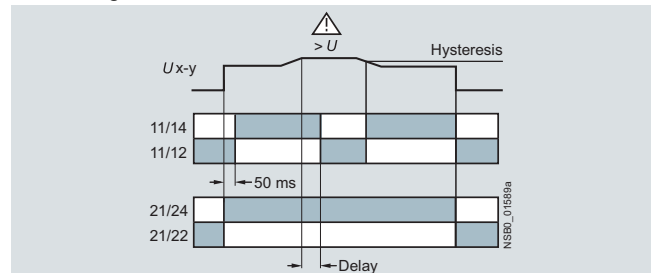 > U
Hysteresis
U x-y
11/14
11/12
50 ms
21/24
21/22
Delay
NSB0_01589a